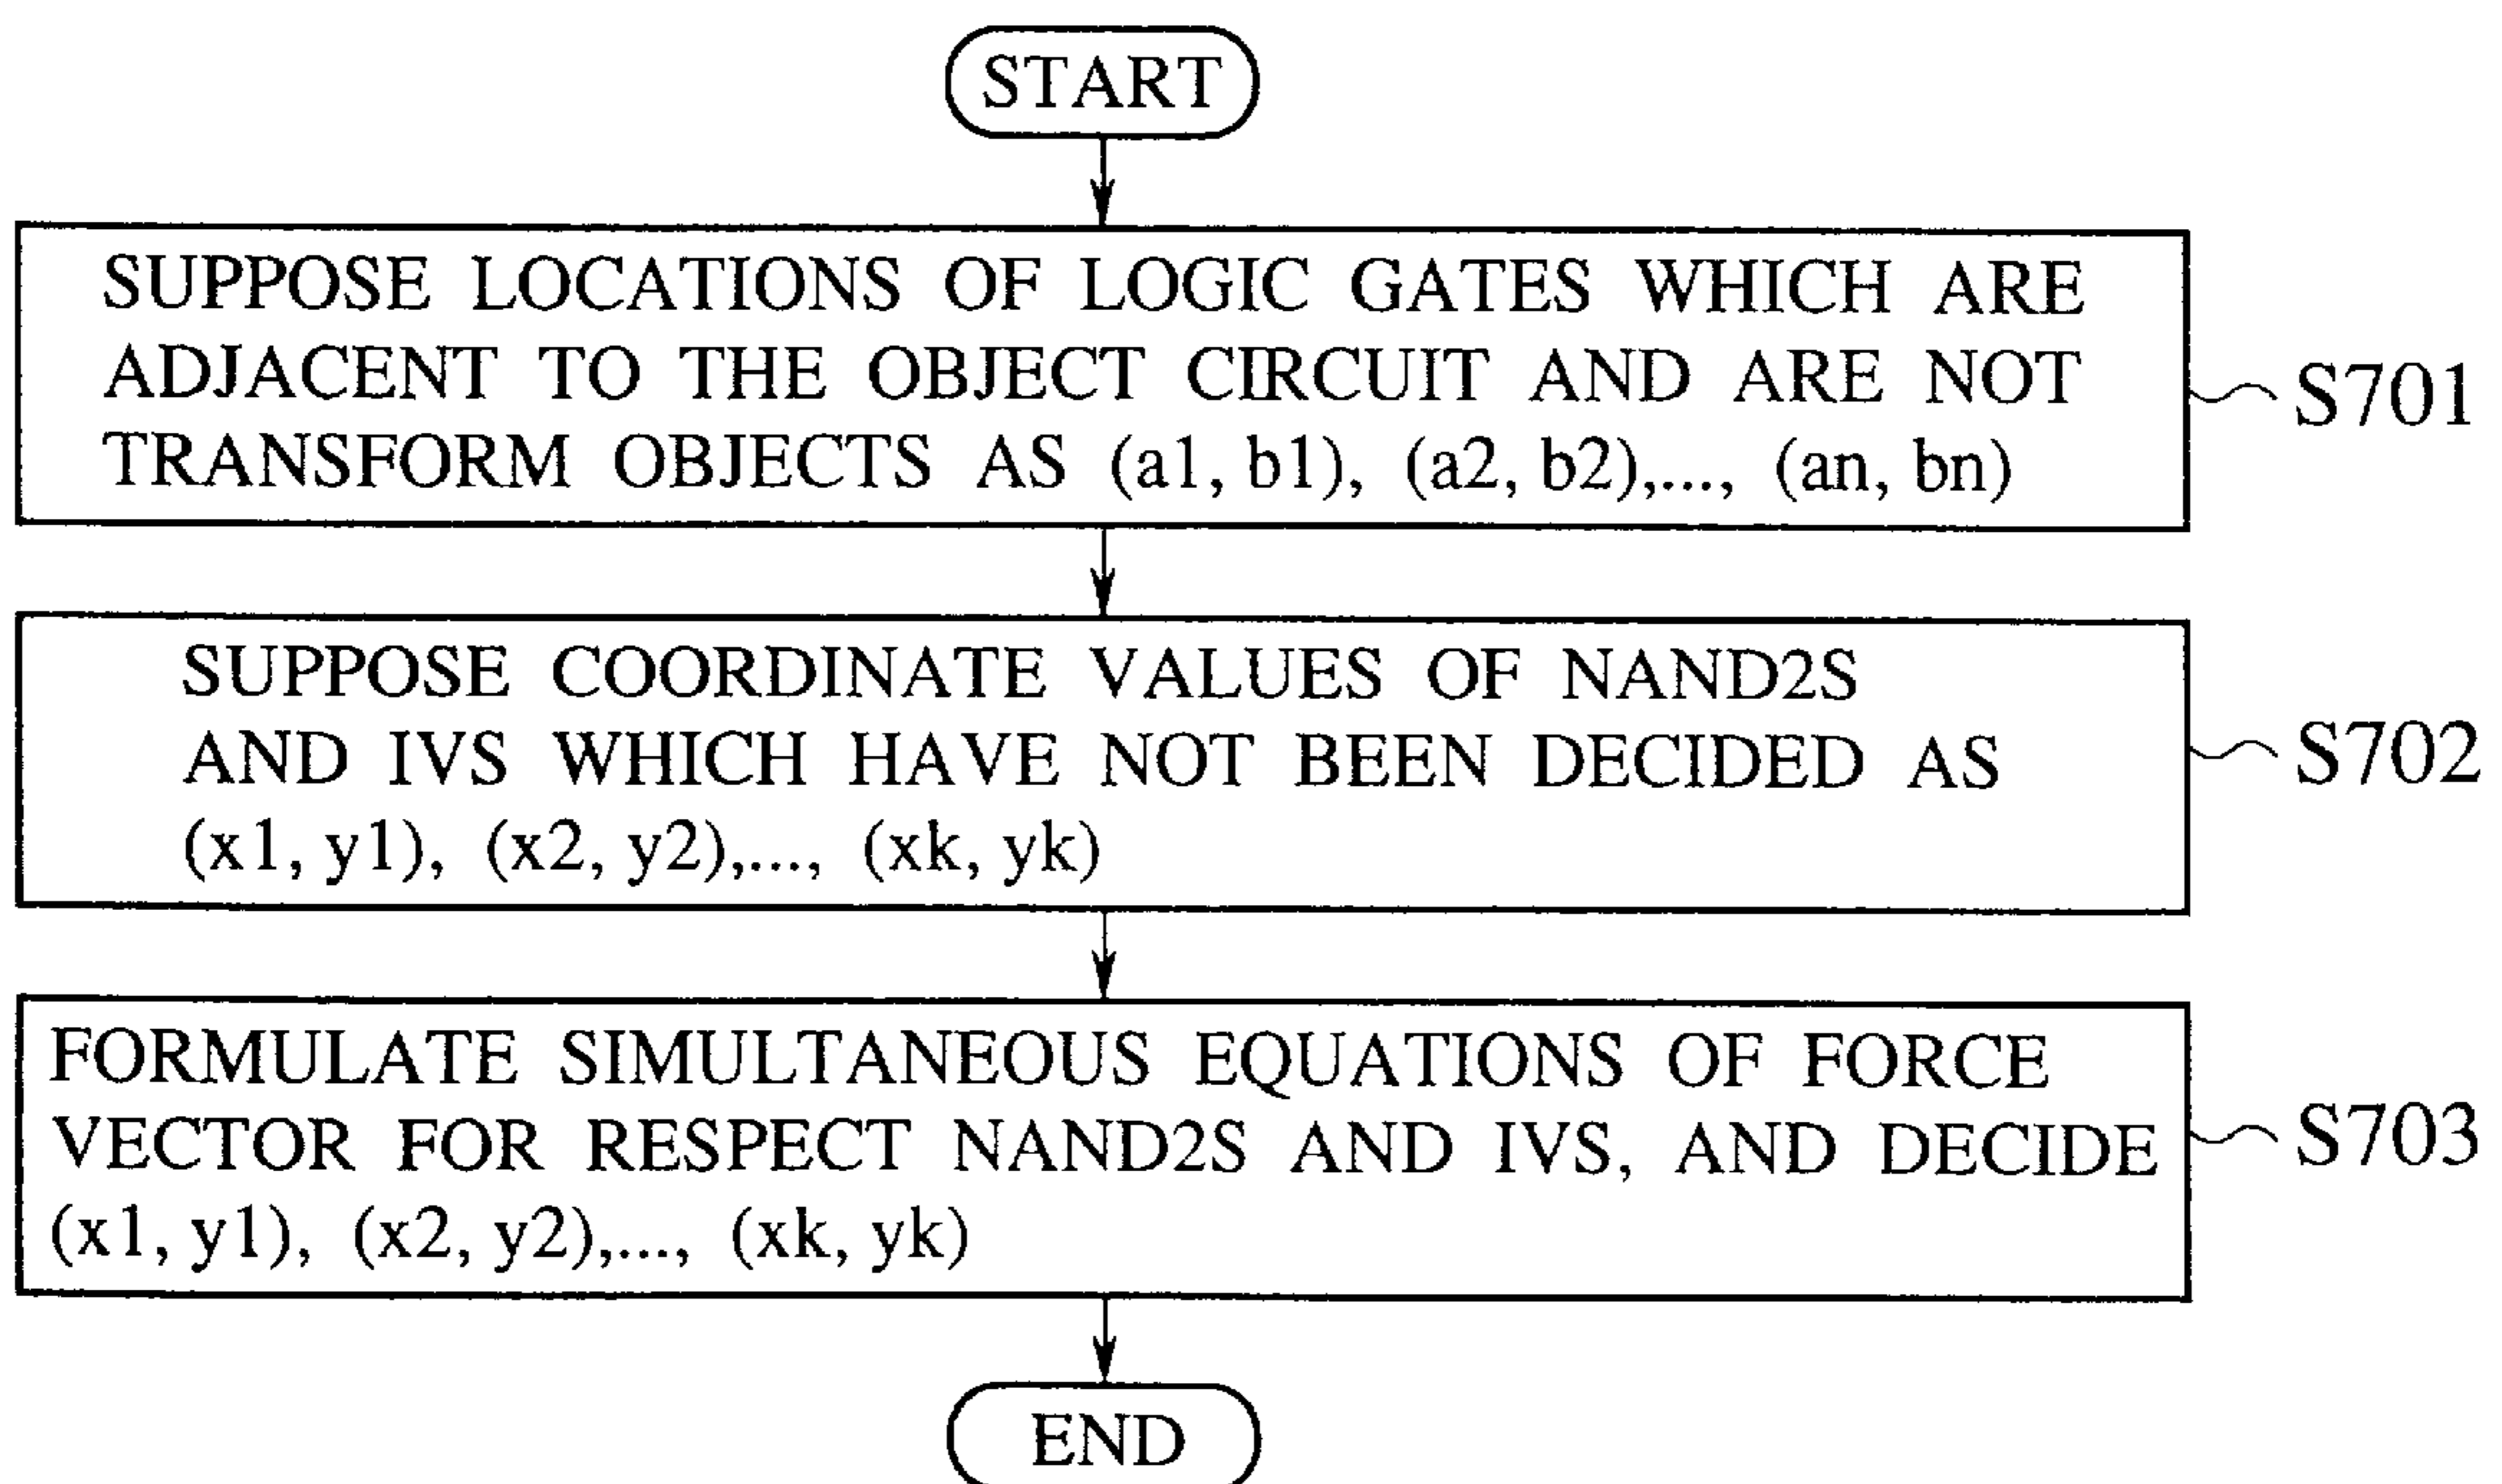 START
SUPPOSE LOCATIONS OF LOGIC GATES WHICH ARE
ADJACENT TO THE OBJECT CIRCUIT AND ARE NOT
TRANSFORM OBJECTS AS (a1, b1), (a2, b2),..., (an, bn)
S701
SUPPOSE COORDINATE VALUES OF NAND2S
AND IVS WHICH HAVE NOT BEEN DECIDED AS
(x1, y1), (x2, y2),..., (xk, yk)
S702
FORMULATE SIMULTANEOUS EQUATIONS OF FORCE
VECTOR FOR RESPECT NAND2S AND IVS, AND DECIDE
(x1, y1), (x2, y2),..., (xk, yk)
S703
END